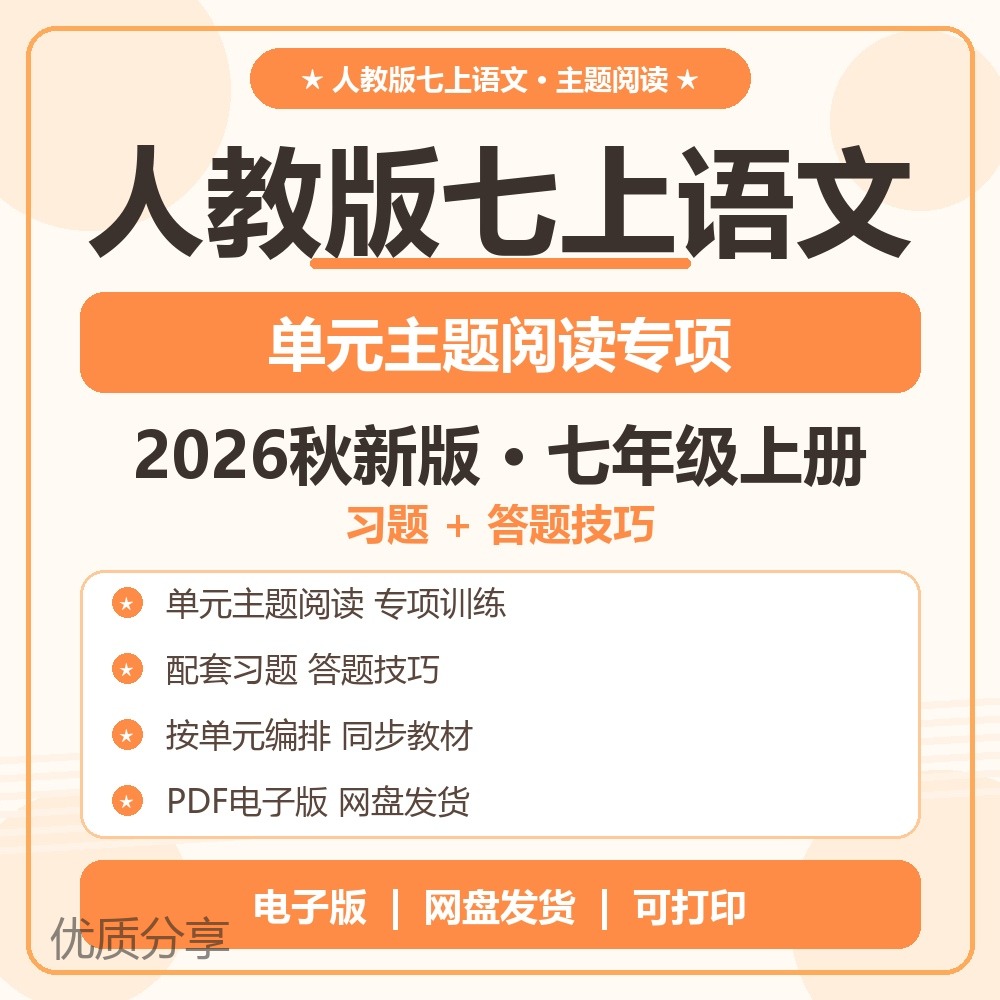 ★ 人教版七上语文•主题阅读 ★
人教版七上语文
单元主题阅读专项
2026秋新版•七年级上册
习题 + 答题技巧
★ 单元主题阅读 专项训练
★ 配套习题 答题技巧
★ 按单元编排 同步教材
★ PDF电子版 网盘发货
电子版 | 网盘发货 | 可打印
优质分享